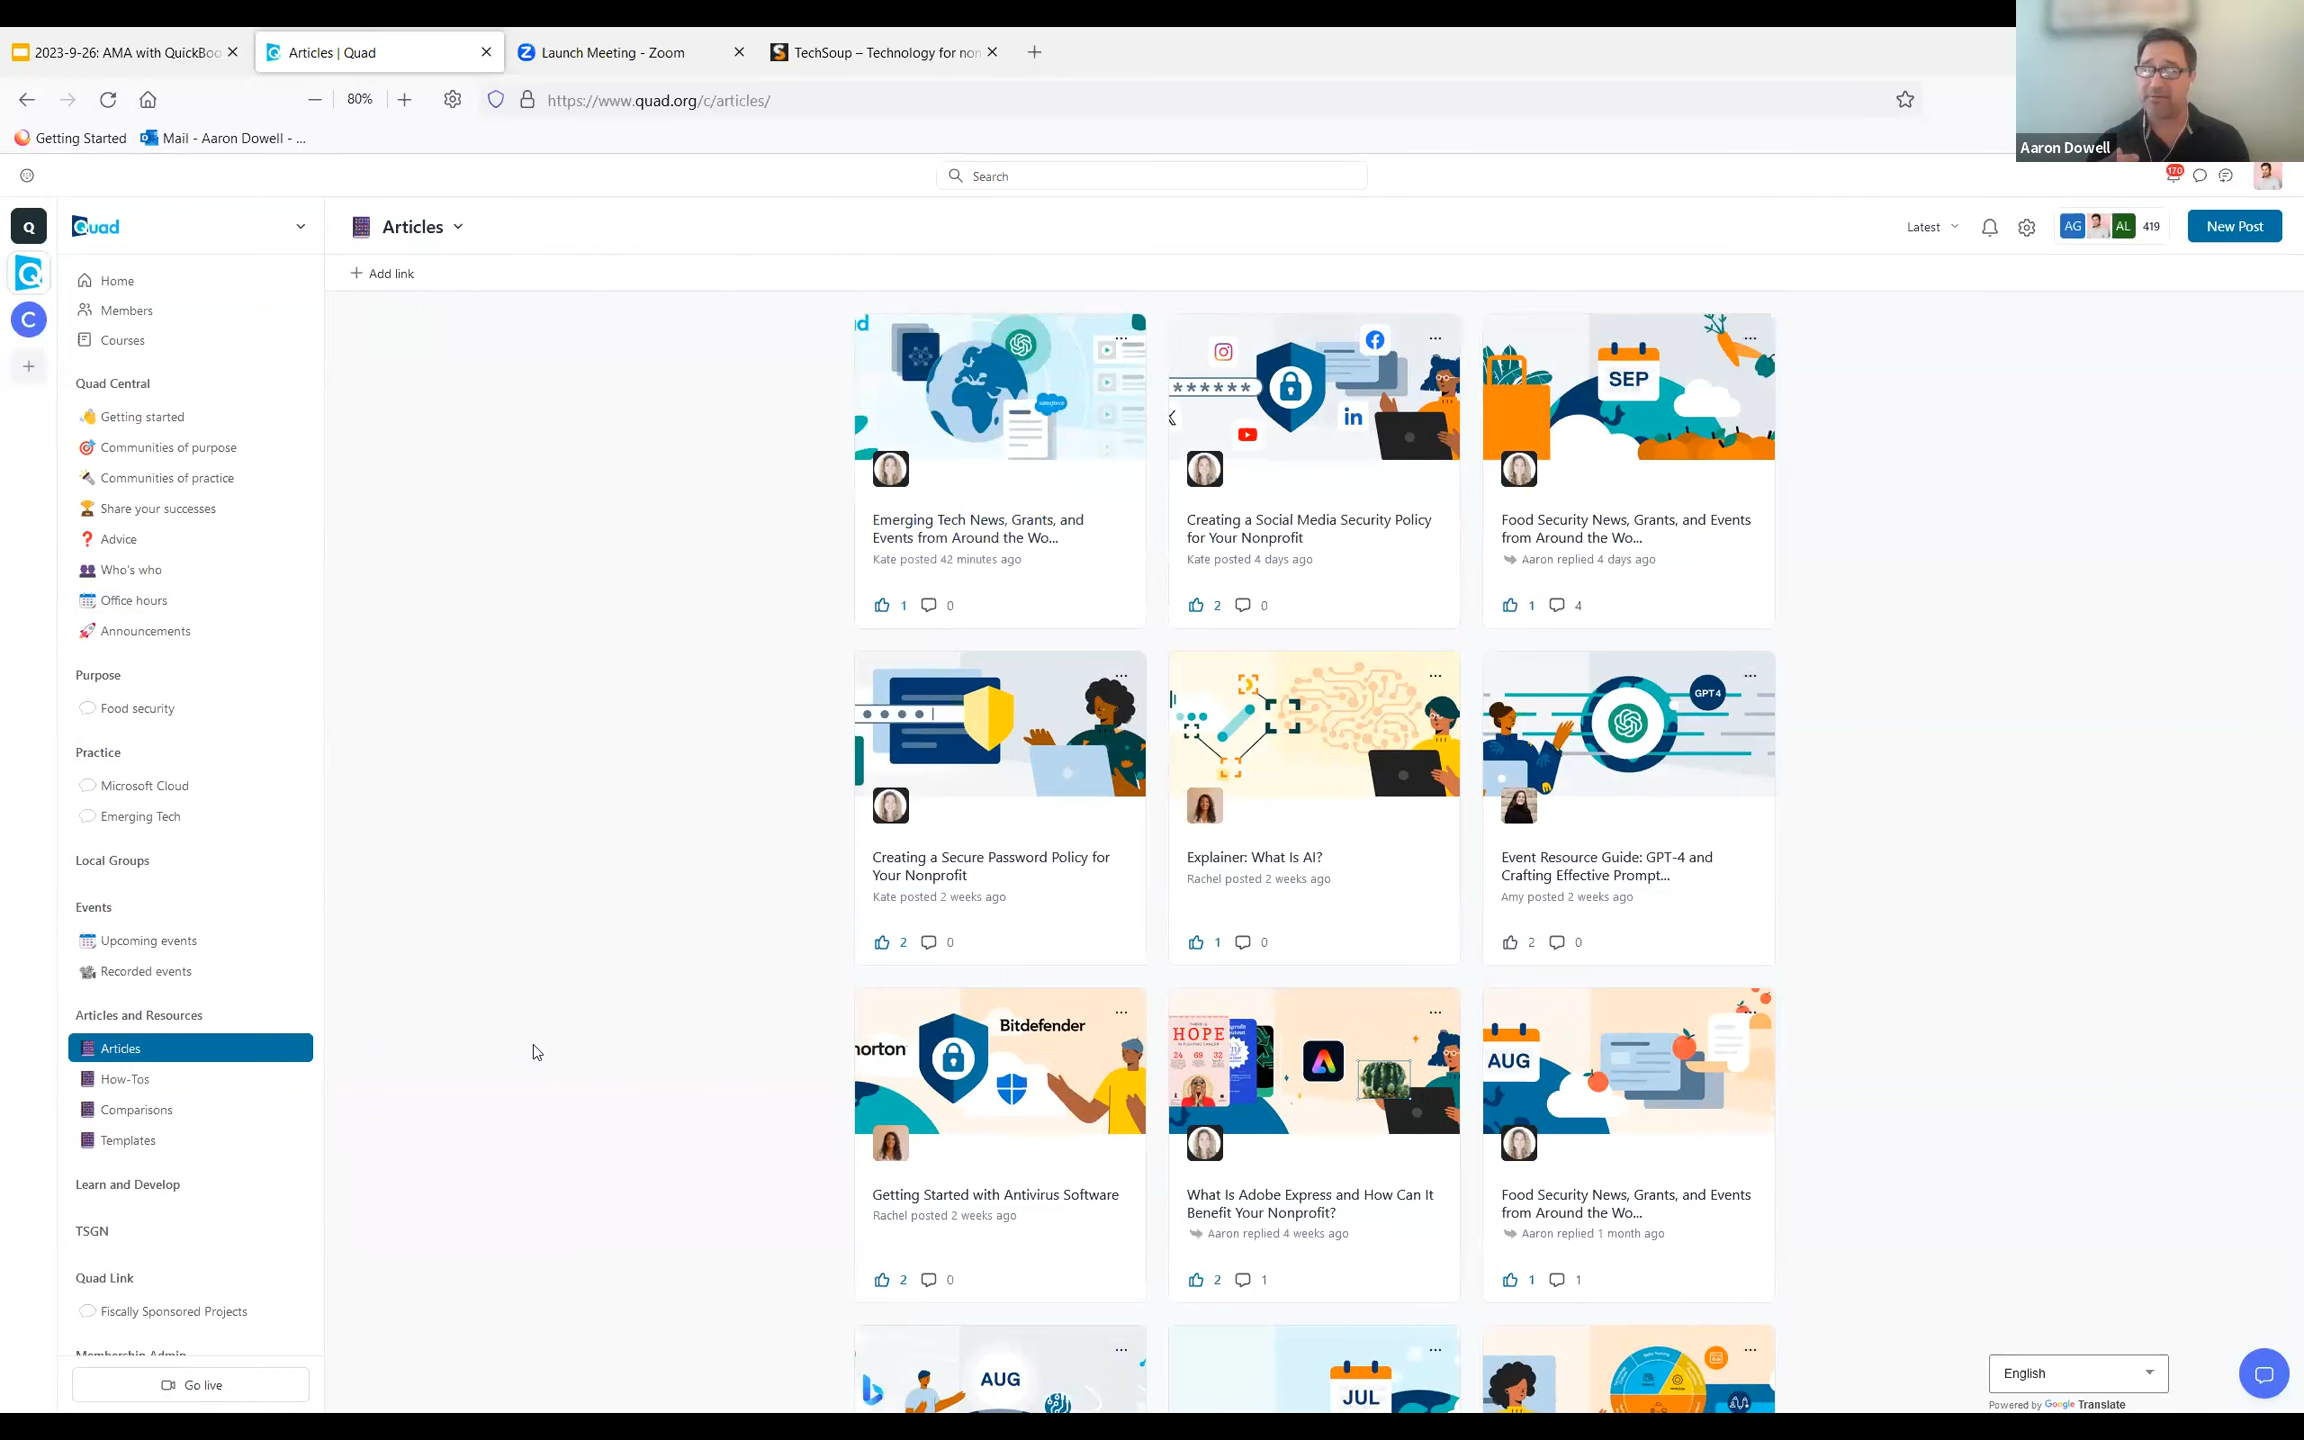 2023-9-26: AMA with QuickBoo
Articles | Quad
Launch Meeting - Zoom
TechSoup – Technology for non
80%
https://www.quad.org/c/articles/
Getting Started
Mail - Aaron Dowell - ...
Aaron Dowell
Search
170
Q
Quad
Articles
Latest
AG
AL
419
New Post
Add link
C
Home
Members
Courses
Quad Central
Getting started
Communities of purpose
Communities of practice
Share your successes
Advice
Who's who
Office hours
Announcements
Purpose
Food security
Practice
Microsoft Cloud
Emerging Tech
Local Groups
Events
Upcoming events
Recorded events
Articles and Resources
Articles
How-Tos
Comparisons
Templates
Learn and Develop
TSGN
Quad Link
Fiscally Sponsored Projects
Membership Admin
Go live
salesforce
Emerging Tech News, Grants, and
Events from Around the Wo...
Kate posted 42 minutes ago
1 0
******
in
Creating a Social Media Security Policy
for Your Nonprofit
Kate posted 4 days ago
2 0
SEP
Food Security News, Grants, and Events
from Around the Wo...
Aaron replied 4 days ago
1 4
Creating a Secure Password Policy for
Your Nonprofit
Kate posted 2 weeks ago
2 0
Explainer: What Is AI?
Rachel posted 2 weeks ago
1 0
GPT4
Event Resource Guide: GPT-4 and
Crafting Effective Prompt...
Amy posted 2 weeks ago
2 0
Bitdefender
norton
Getting Started with Antivirus Software
Rachel posted 2 weeks ago
2 0
HOPE
24 69 32
What Is Adobe Express and How Can It
Benefit Your Nonprofit?
Aaron replied 4 weeks ago
2 1
AUG
Food Security News, Grants, and Events
from Around the Wo...
Aaron replied 1 month ago
1 1
AUG
JUL
English
Powered by Google Translate